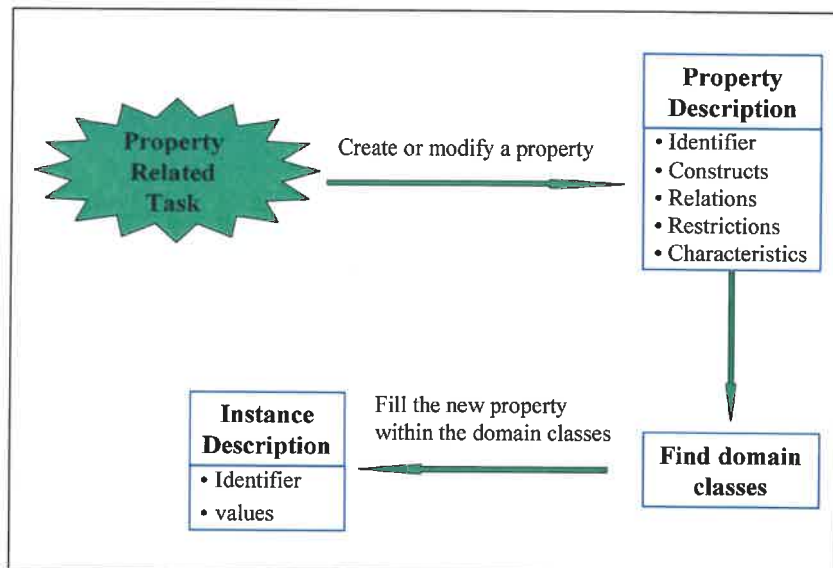 Property
Related
Task
Create or modify a property
Property
Description
• Identifier
• Constructs
• Relations
• Restrictions
• Characteristics
Find domain
classes
Fill the new property
within the domain classes
Instance
Description
• Identifier
• values